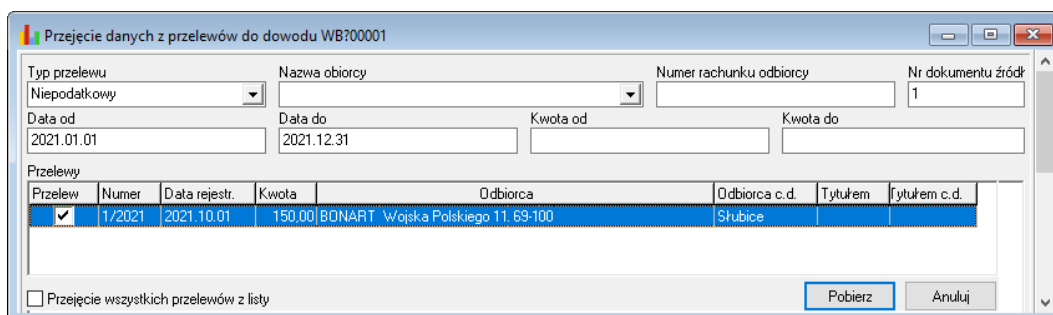 Przejęcie danych z przelewów do dowodu WB?00001
Typ przelewu Nazwa obiorcy Numer rachunku odbiorcy Nr dokumentu źródł
Niepodatkowy 1
Data od Data do Kwota od Kwota do
2021.01.01 2021.12.31
Przelewy
Przelew Numer Data rejestr. Kwota Odbiorca Odbiorca c.d. Tytułem Tytułem c.d.
1/2021 2021.10.01 150,00 BONART Wojska Polskiego 11. 69-100 Słubice
Przejęcie wszystkich przelewów z listy Pobierz Anuluj